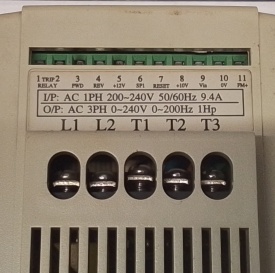 1 TRIP 2 3 4 5 6 7 8 9 10 11
RELAY FWD REV +12V SP1 RESET +10V Vin 0V FM+
I/P: AC 1PH 200~240V 50/60Hz 9.4A
O/P: AC 3PH 0~240V 0~200Hz 1Hp
L1 L2 T1 T2 T3